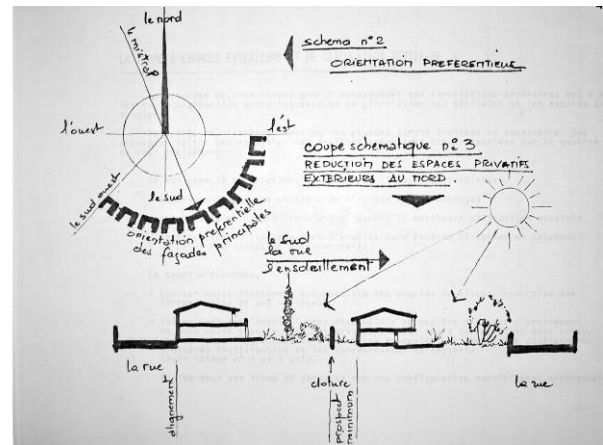 le nord
le mistral
schema n°2
ORIENTATION PREFERENTIELLE
l'ouest
l'est
le sud ouest
le sud
orientation preferentielle
des façades principales
coupe schematique n°3
REDUCTION DES ESPACES PRIVATIFS
EXTERIEURS AU NORD.
le sud
la rue
l'ensoleillement
la rue
alignement
cloture
prospect
minimum
la rue